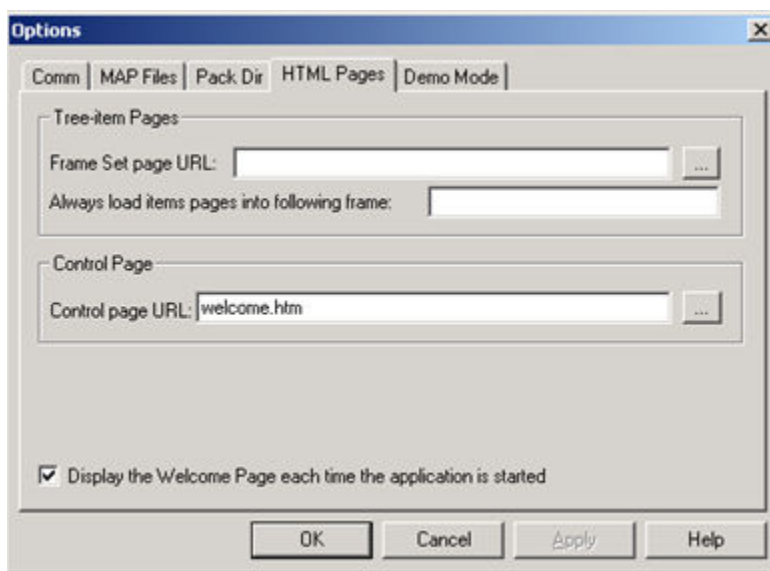 Options
Comm MAP Files Pack Dir HTML Pages Demo Mode
Tree-item Pages
Frame Set page URL: ...
Always load items pages into following frame:
Control Page
Control page URL: welcome.htm ...
Display the Welcome Page each time the application is started
OK Cancel Apply Help